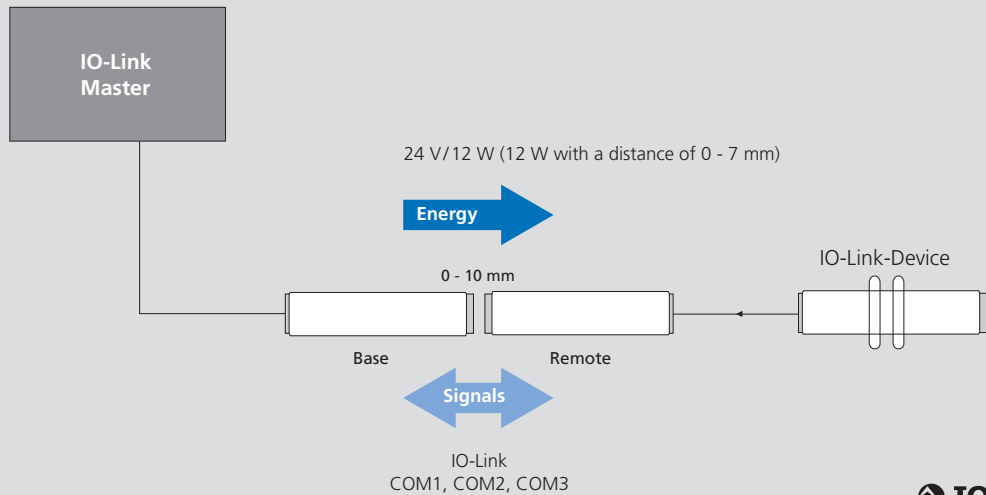 IO-Link
Master
24 V/12 W (12 W with a distance of 0 - 7 mm)
Energy
0 - 10 mm
IO-Link-Device
Base
Remote
Signals
IO-Link
COM1, COM2, COM3
IO